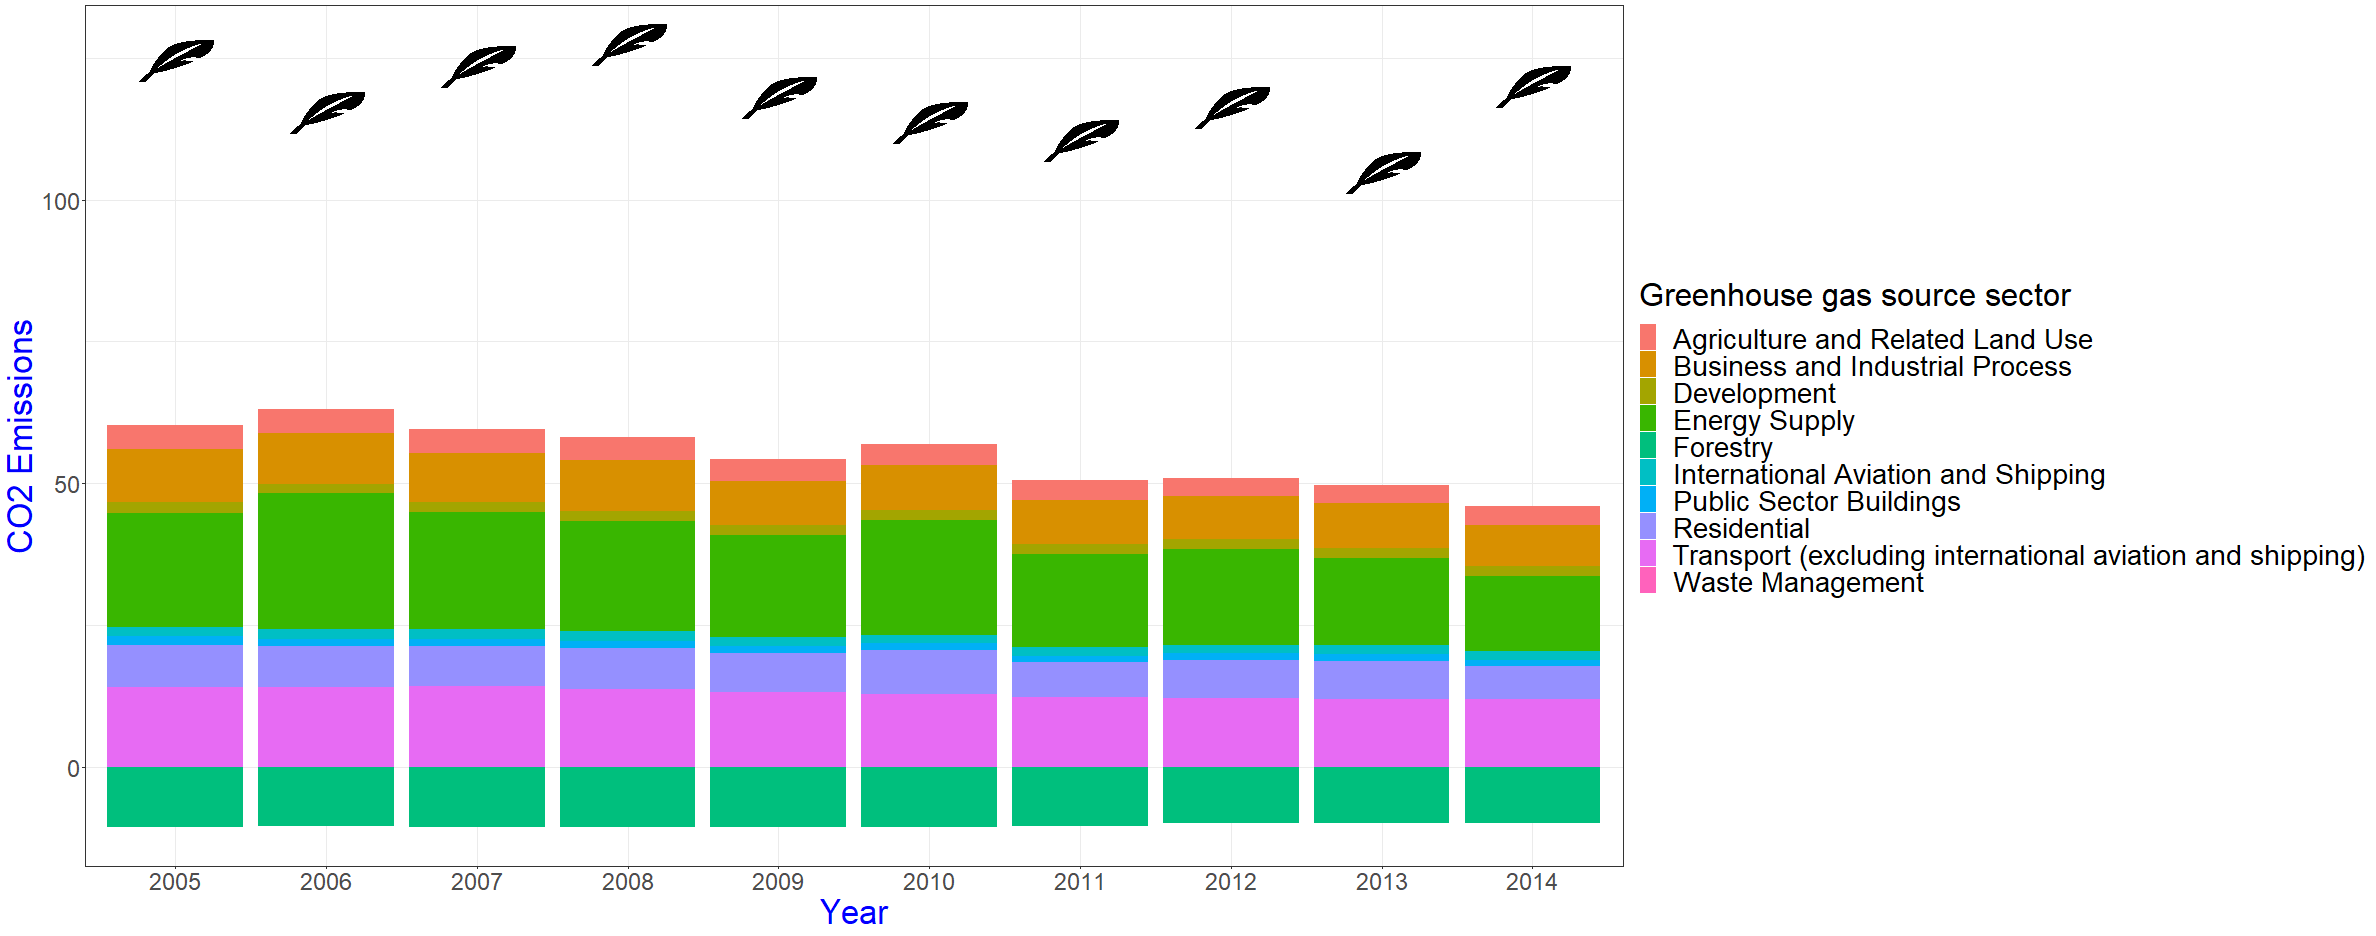 100
50
0
CO2 Emissions
2005 2006 2007 2008 2009 2010 2011 2012 2013 2014
Year
Greenhouse gas source sector
Agriculture and Related Land Use
Business and Industrial Process
Development
Energy Supply
Forestry
International Aviation and Shipping
Public Sector Buildings
Residential
Transport (excluding international aviation and shipping)
Waste Management